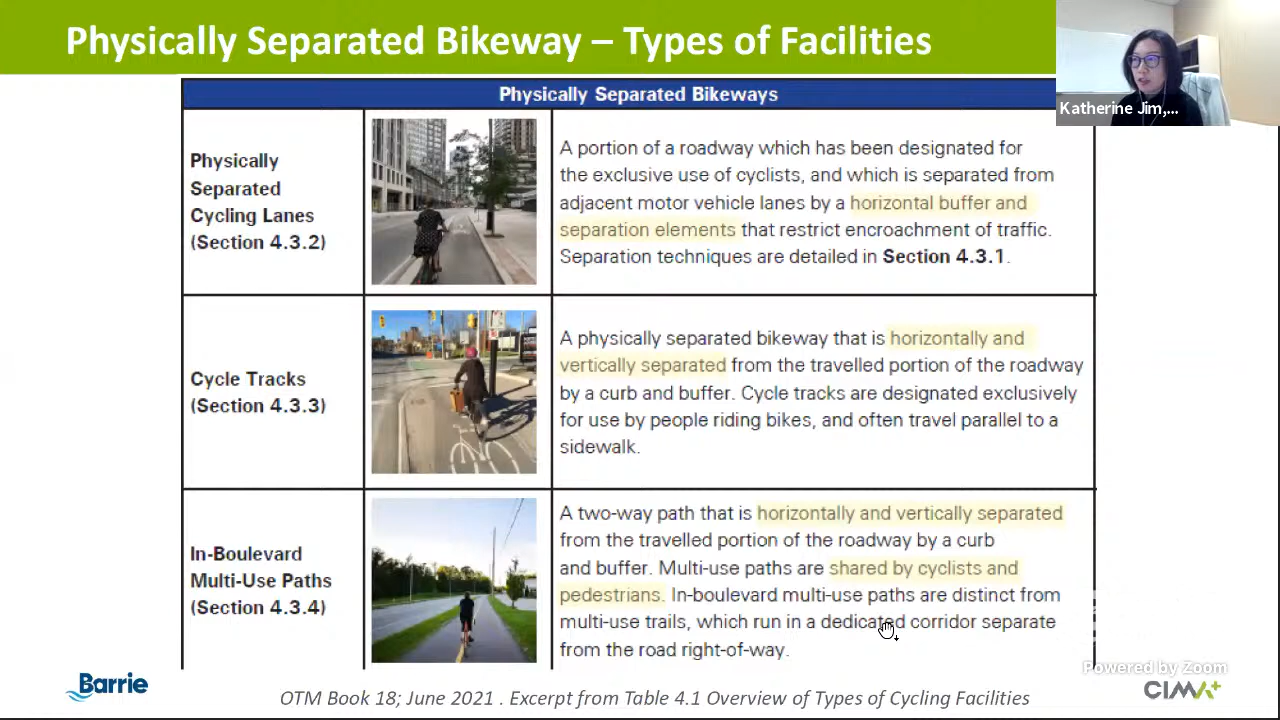 Physically Separated Bikeway – Types of Facilities
Katherine Jim,...
Physically Separated Bikeways
Physically
Separated
Cycling Lanes
(Section 4.3.2)
A portion of a roadway which has been designated for
the exclusive use of cyclists, and which is separated from
adjacent motor vehicle lanes by a horizontal buffer and
separation elements that restrict encroachment of traffic.
Separation techniques are detailed in Section 4.3.1.
Cycle Tracks
(Section 4.3.3)
A physically separated bikeway that is horizontally and
vertically separated from the travelled portion of the roadway
by a curb and buffer. Cycle tracks are designated exclusively
for use by people riding bikes, and often travel parallel to a
sidewalk.
In-Boulevard
Multi-Use Paths
(Section 4.3.4)
A two-way path that is horizontally and vertically separated
from the travelled portion of the roadway by a curb
and buffer. Multi-use paths are shared by cyclists and
pedestrians. In-boulevard multi-use paths are distinct from
multi-use trails, which run in a dedicated corridor separate
from the road right-of-way.
Powered by Zoom
Barrie
OTM Book 18; June 2021 . Excerpt from Table 4.1 Overview of Types of Cycling Facilities
CIMA+